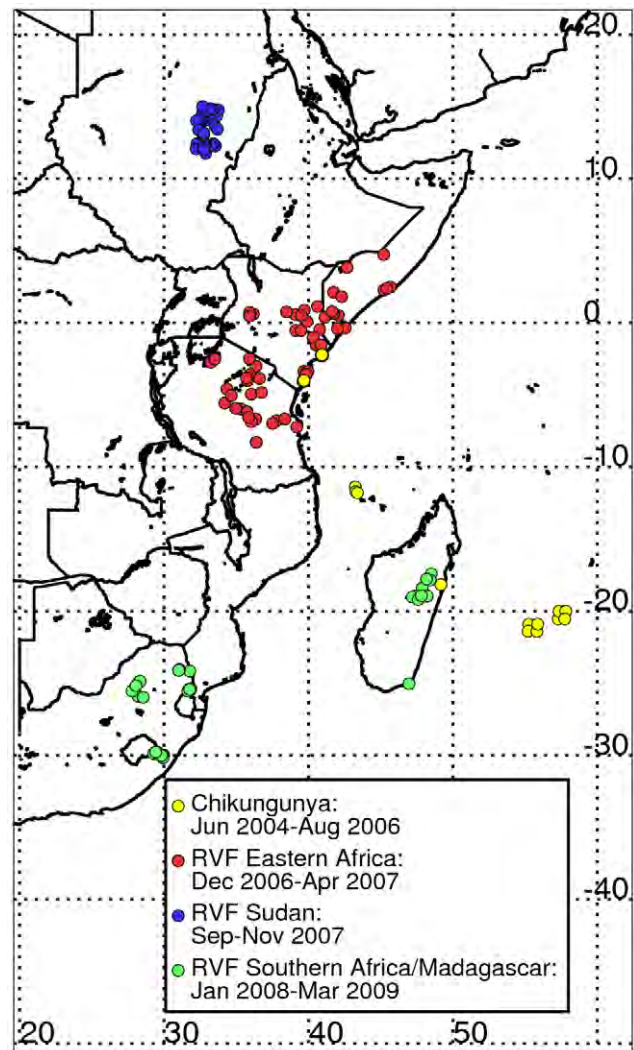 20
10
0
-10
-20
-30
-40
Chikungunya:
Jun 2004-Aug 2006
RVF Eastern Africa:
Dec 2006-Apr 2007
RVF Sudan:
Sep-Nov 2007
RVF Southern Africa/Madagascar:
Jan 2008-Mar 2009
20 30 40 50